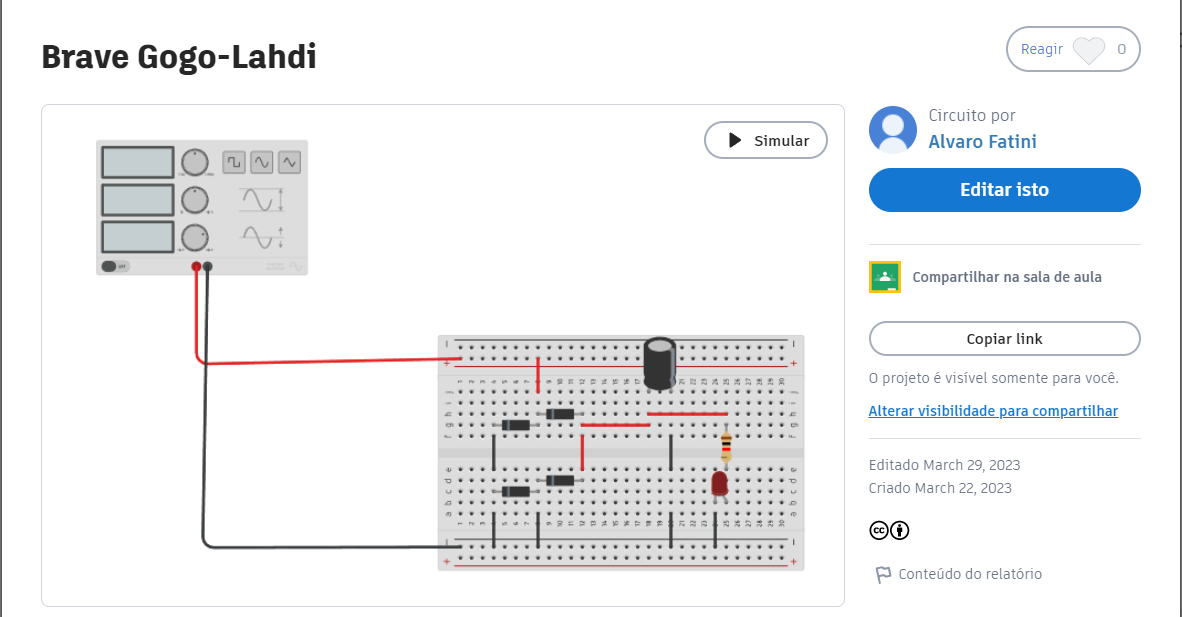 Brave Gogo-Lahdi
Reagir 0
Simular
Circuito por
Alvaro Fatini
Editar isto
Compartilhar na sala de aula
Copiar link
O projeto é visível somente para você.
Alterar visibilidade para compartilhar
Editado March 29, 2023
Criado March 22, 2023
cc
Conteúdo do relatório